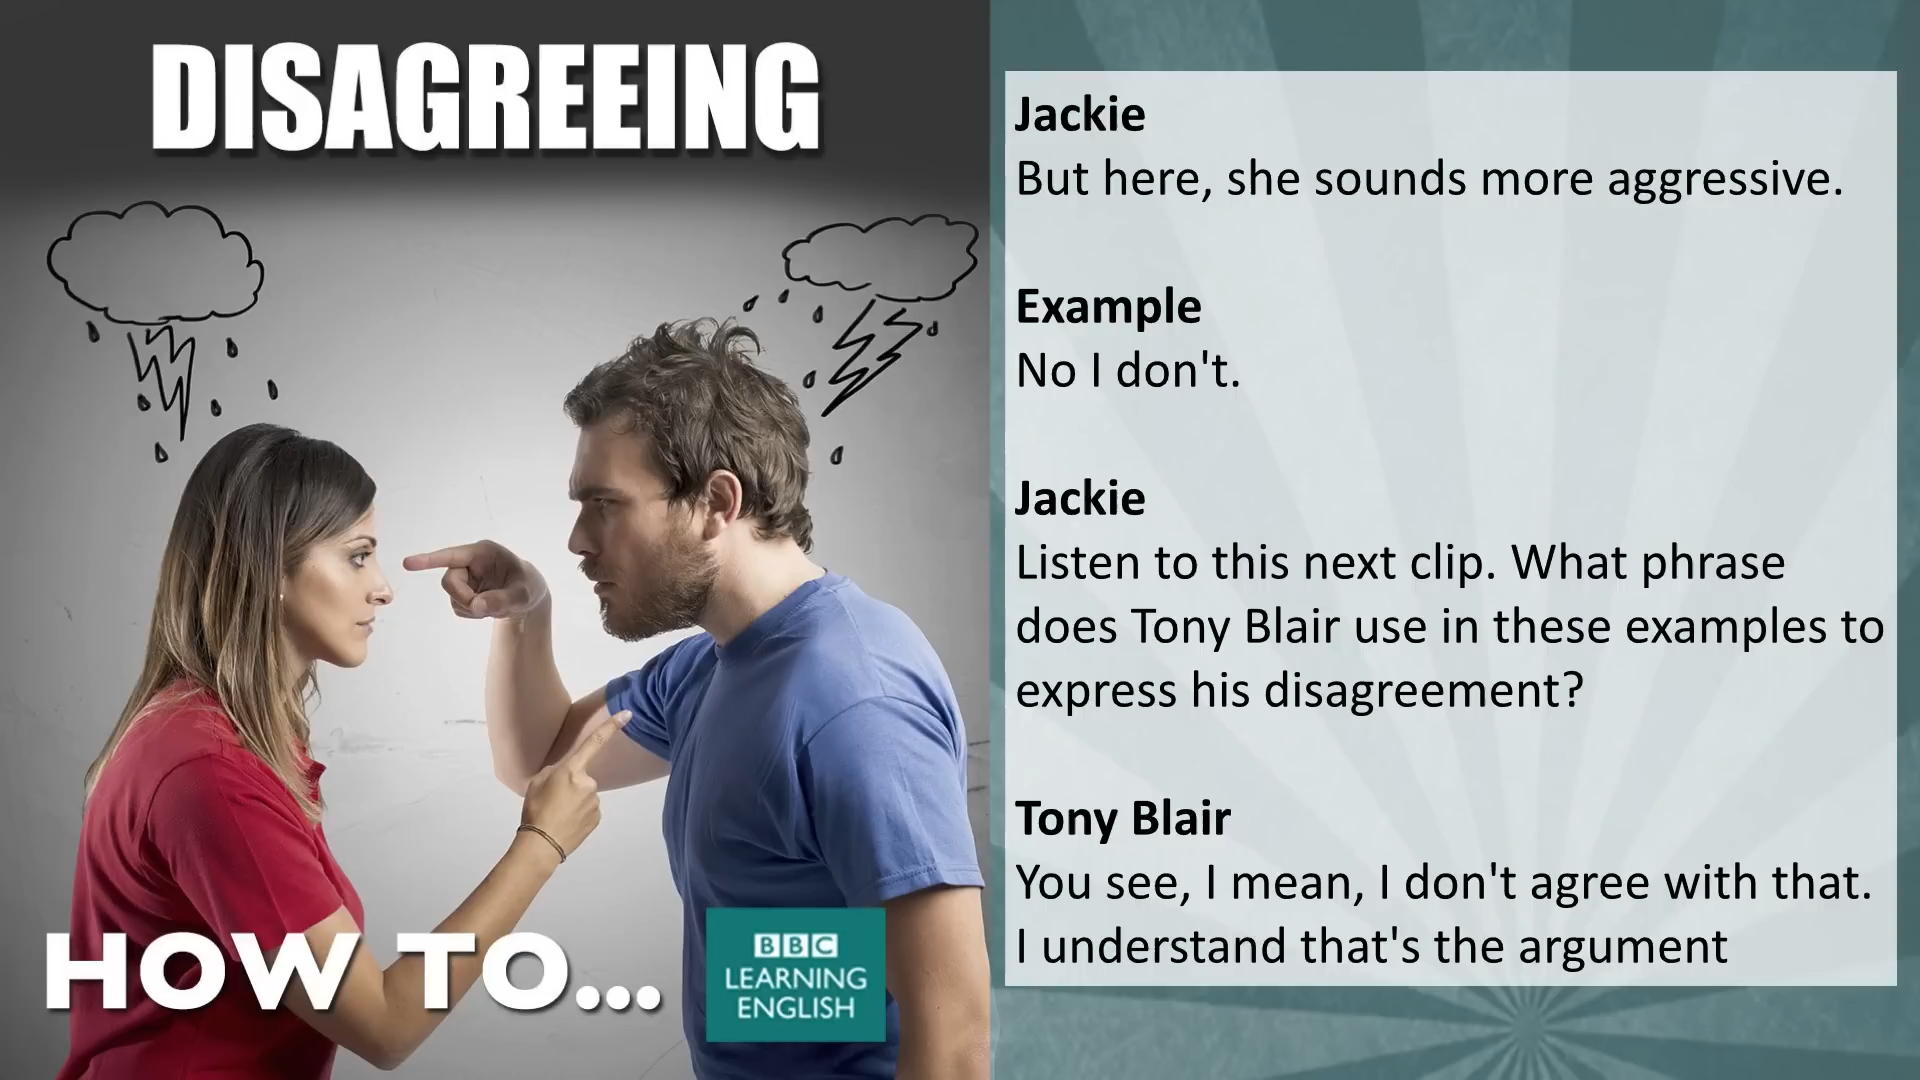 DISAGREEING
HOW TO...
BBC
LEARNING
ENGLISH
Jackie
But here, she sounds more aggressive.
Example
No I don't.
Jackie
Listen to this next clip. What phrase
does Tony Blair use in these examples to
express his disagreement?
Tony Blair
You see, I mean, I don't agree with that.
I understand that's the argument